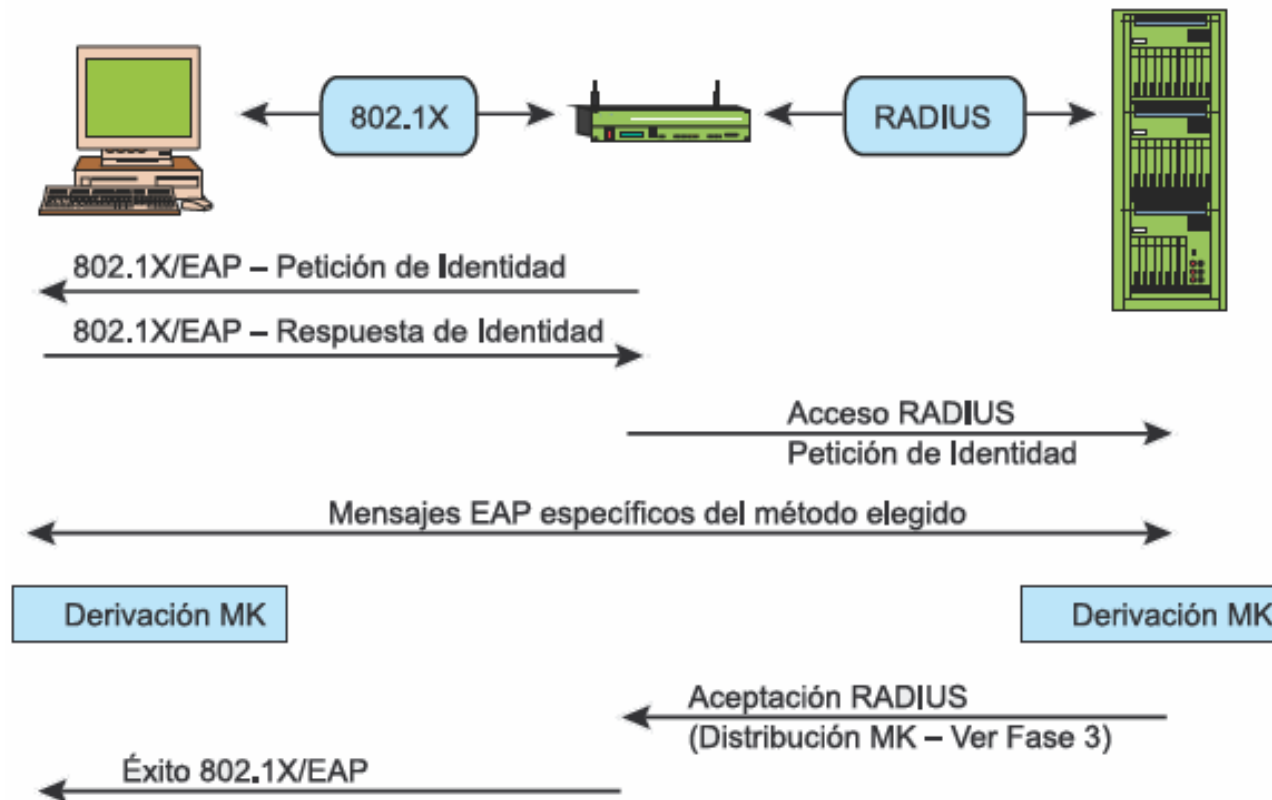 802.1X
RADIUS
802.1X/EAP – Petición de Identidad
802.1X/EAP – Respuesta de Identidad
Acceso RADIUS
Petición de Identidad
Mensajes EAP específicos del método elegido
Derivación MK
Derivación MK
Aceptación RADIUS
(Distribución MK – Ver Fase 3)
Éxito 802.1X/EAP